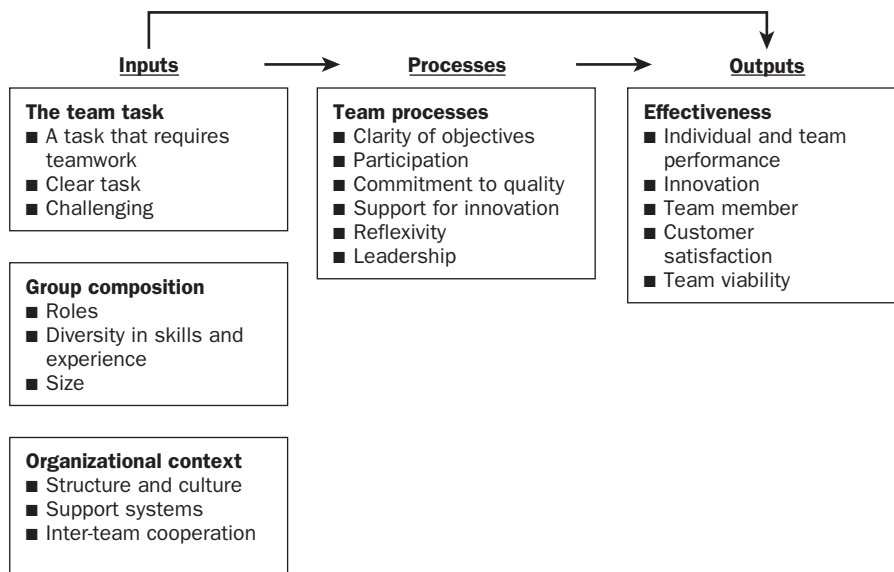 Inputs
Processes
Outputs
The team task
■ A task that requires
teamwork
■ Clear task
■ Challenging
Group composition
■ Roles
■ Diversity in skills and
experience
■ Size
Organizational context
■ Structure and culture
■ Support systems
■ Inter-team cooperation
Team processes
■ Clarity of objectives
■ Participation
■ Commitment to quality
■ Support for innovation
■ Reflexivity
■ Leadership
Effectiveness
■ Individual and team
performance
■ Innovation
■ Team member
■ Customer
satisfaction
■ Team viability